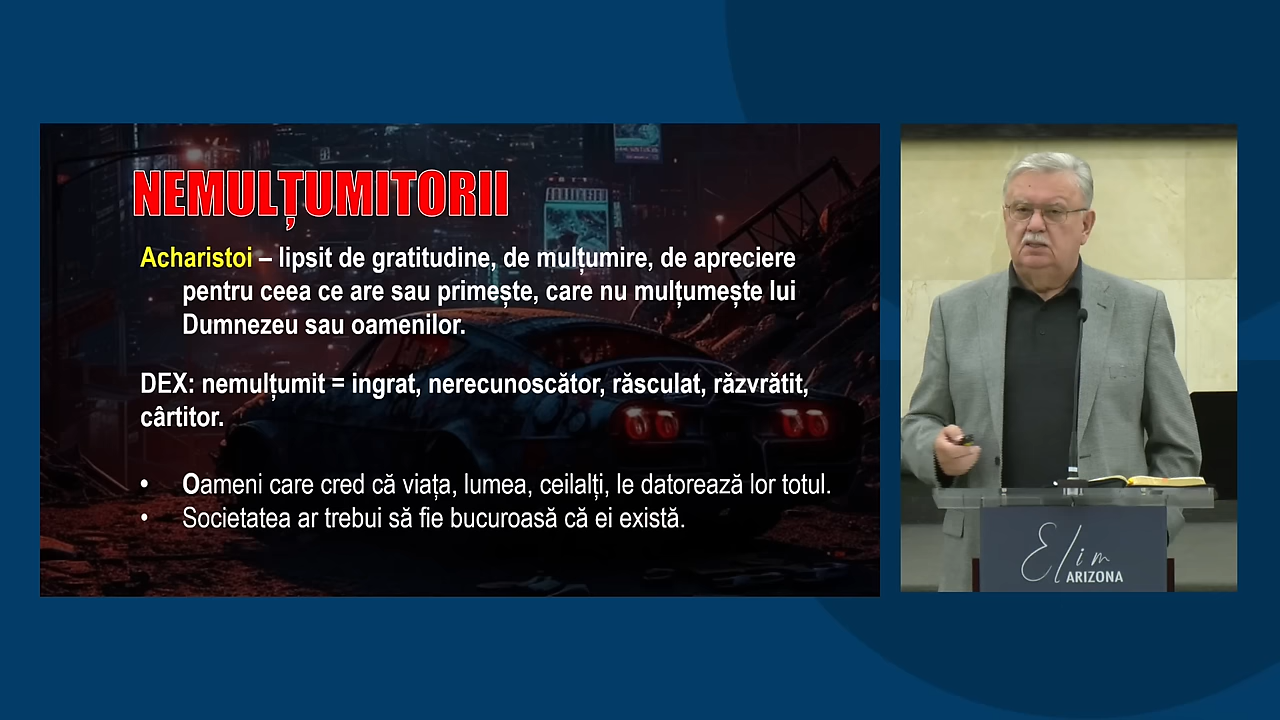 NEMULȚUMITORII
Acharistoi – lipsit de gratitudine, de mulțumire, de apreciere
pentru ceea ce are sau primește, care nu mulțumește lui
Dumnezeu sau oamenilor.
DEX: nemulțumit = ingrat, nerecunoscător, răsculat, răzvrătit,
cârtitor.
• Oameni care cred că viața, lumea, ceilalți, le datorează lor totul.
• Societatea ar trebui să fie bucuroasă că ei există.
Elim
ARIZONA